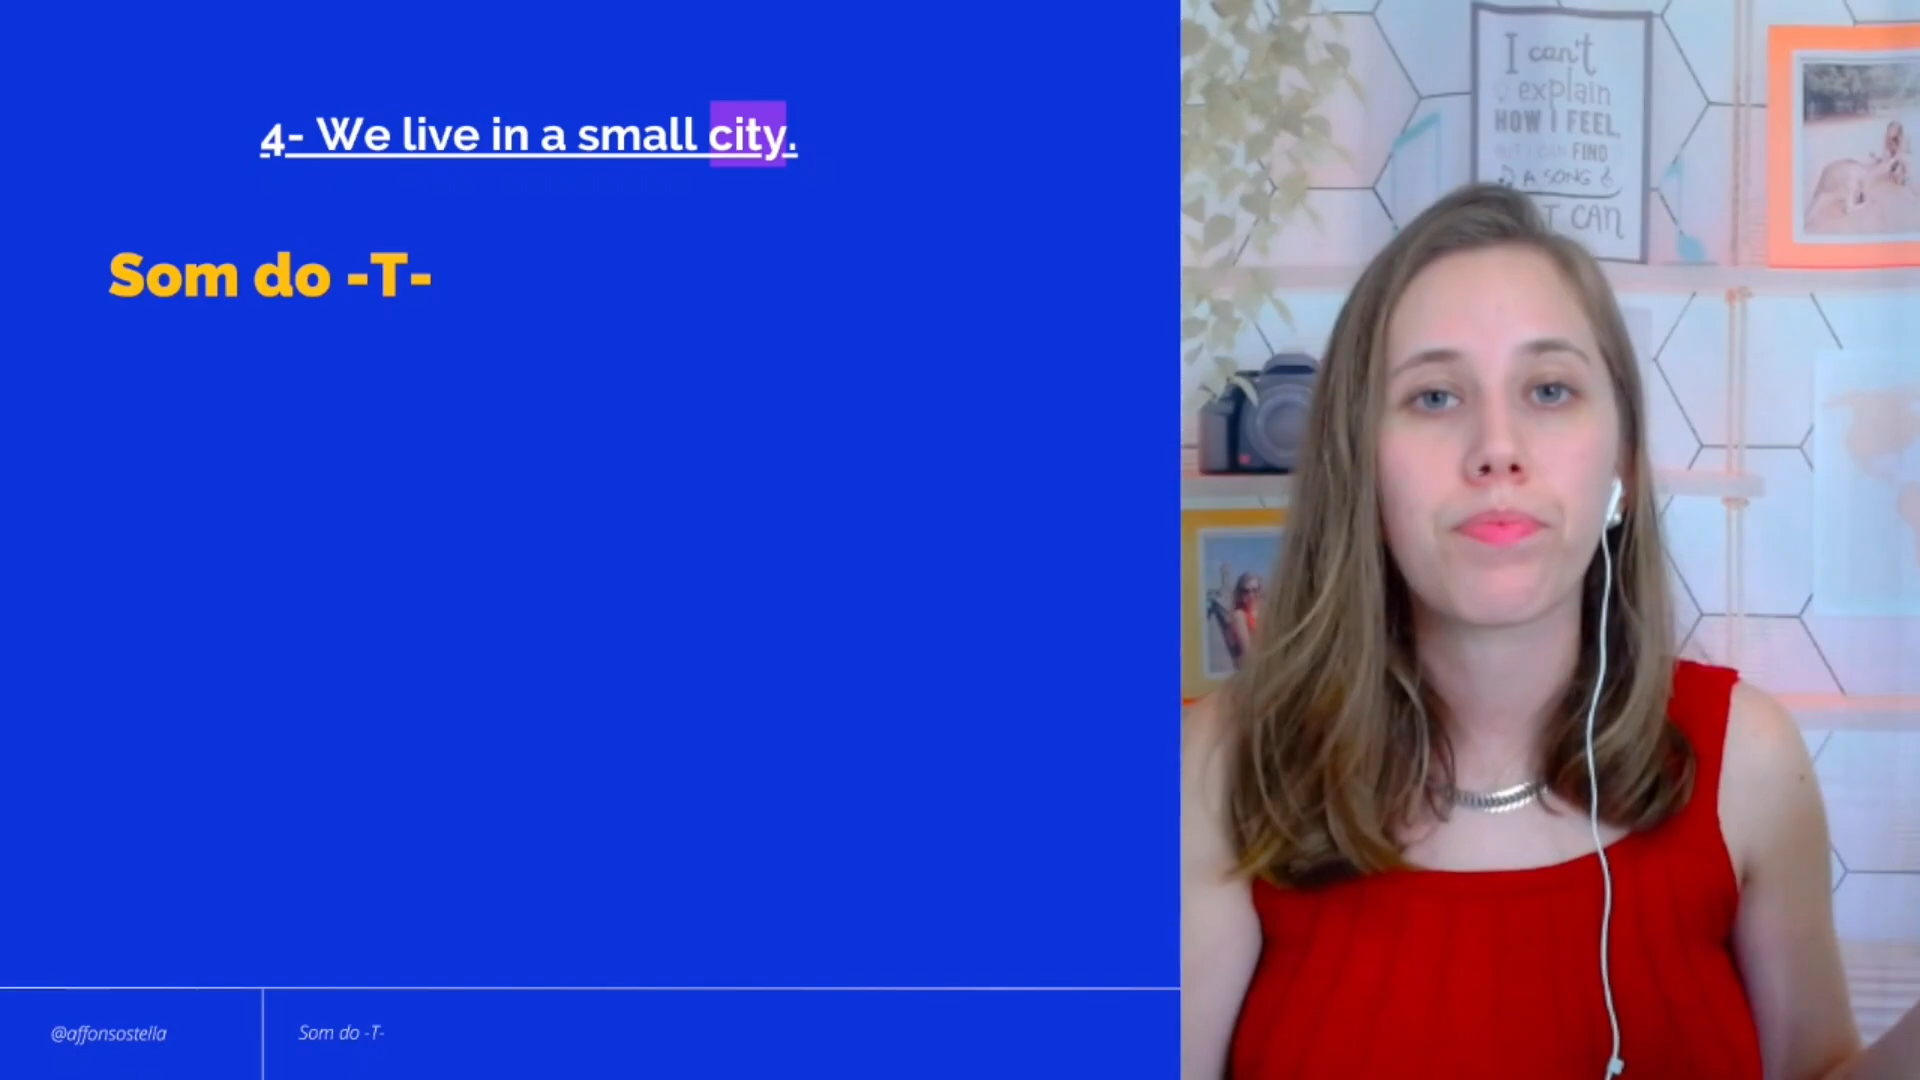 4- We live in a small city.
Som do -T-
@affonsostella
Som do -T-
I can't
explain
HOW I FEEL,
FIND
A SONG
T CAN